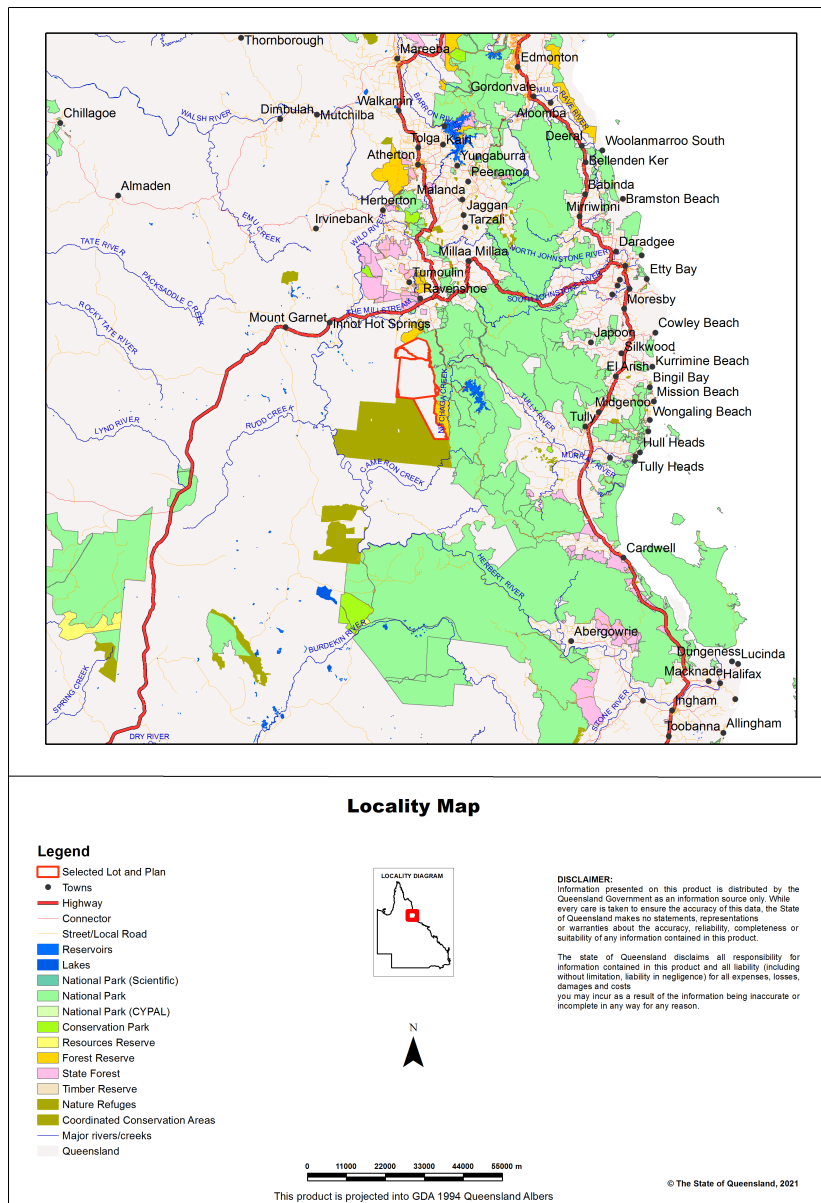 Thornborough
Mareeba
Edmonton
Gordonvale
MULG
RAVE RIVER
Chillagoe
WALSH RIVER
Dimbulah
Mutchilba
Walkamin
BARRON RIV
Aloomba
Tolga
Kairi
Deeral
Woolanmarroo South
Atherton
Yungaburra
Bellenden Ker
Peeramon
Almaden
Malanda
Babinda
Herberton
Jaggan
Bramston Beach
EMU CREEK
Irvinebank
WILD RIVER
Tarzali
Mirriwinni
TATE RIVER
Millaa Millaa
NORTH JOHNSTONE RIVER
Daradgee
PACKSADDLE CREEK
Tumoulin
Etty Bay
Ravenshoe
SOUTH JOHNSTONE RIVER
Moresby
ROCKY TATE RIVER
THE MILLSTREAM
Mount Garnet
Innot Hot Springs
Cowley Beach
Japoon
Silkwood
Kurrimine Beach
El Arish
Bingil Bay
Mission Beach
TULLY RIVER
Midgenoo
Wongaling Beach
LYND RIVER
RUDD CREEK
Tully
Hull Heads
CAMERON CREEK
MURRAY RIVER
Tully Heads
HERBERT RIVER
Cardwell
BURDEKIN RIVER
Abergowrie
Dungeness
Lucinda
SPRING CREEK
Macknade
Halifax
STONE RIVER
Ingham
DRY RIVER
Toobanna
Allingham
Locality Map
Legend
Selected Lot and Plan
Towns
Highway
Connector
Street/Local Road
Reservoirs
Lakes
National Park (Scientific)
National Park
National Park (CYPAL)
Conservation Park
Resources Reserve
Forest Reserve
State Forest
Timber Reserve
Nature Refuges
Coordinated Conservation Areas
Major rivers/creeks
Queensland
LOCALITY DIAGRAM
N
DISCLAIMER:
Information presented on this product is distributed by the
Queensland Government as an information source only. While
every care is taken to ensure the accuracy of this data, the State
of Queensland makes no statements, representations
or warranties about the accuracy, reliability, completeness or
suitability of any information contained in this product.
The state of Queensland disclaims all responsibility for
information contained in this product and all liability (including
without limitation, liability in negligence) for all expenses, losses,
damages and costs
you may incur as a result of the information being inaccurate or
incomplete in any way for any reason.
0 11000 22000 33000 44000 55000 m
This product is projected into GDA 1994 Queensland Albers
© The State of Queensland, 2021